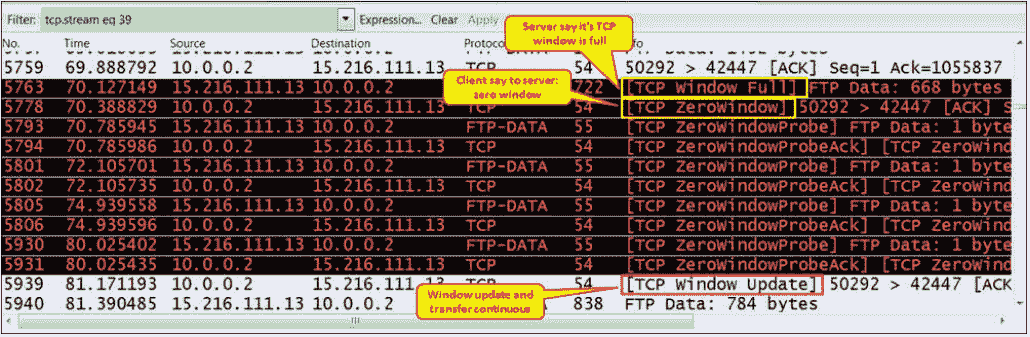 Filter: tcp.stream eq 39 Expression... Clear Apply
Server say it's TCP
window is full
No. Time Source Destination Protoco fo
5759 69.888792 10.0.0.2 15.216.111.13 54 50292 > 42447 [ACK] Seq=1 Ack=1055837
Client say to server:
zero window
5763 70.127149 15.216.111.13 10.0.0.2 722 [TCP Window Full] FTP Data: 668 bytes
5778 70.388829 10.0.0.2 15.216.111.13 TCP 54 [TCP ZeroWindow] 50292 > 42447 [ACK] S
5793 70.785945 15.216.111.13 10.0.0.2 FTP-DATA 55 [TCP ZeroWindowProbe] FTP Data: 1 byte
5794 70.785986 10.0.0.2 15.216.111.13 TCP 54 [TCP ZeroWindowProbeAck] [TCP ZeroWind
5801 72.105701 15.216.111.13 10.0.0.2 FTP-DATA 55 [TCP ZeroWindowProbe] FTP Data: 1 byte
5802 72.105735 10.0.0.2 15.216.111.13 TCP 54 [TCP ZeroWindowProbeAck] [TCP ZeroWind
5805 74.939558 15.216.111.13 10.0.0.2 FTP-DATA 55 [TCP ZeroWindowProbe] FTP Data: 1 byte
5806 74.939596 10.0.0.2 15.216.111.13 TCP 54 [TCP ZeroWindowProbeAck] [TCP ZeroWind
5930 80.025402 15.216.111.13 10.0.0.2 FTP-DATA 55 [TCP ZeroWindowProbe] FTP Data: 1 byte
5931 80.025435 10.0.0.2 15.216.111.13 TCP 54 [TCP ZeroWindowProbeAck] [TCP ZeroWind
5939 81.171193 10.0.0.2 15.216.111.13 TCP 54 [TCP Window Update] 50292 > 42447 [ACK
Window update and
transfer continuous
5940 81.390485 15.216.111.13 10.0.0.2 838 FTP Data: 784 bytes